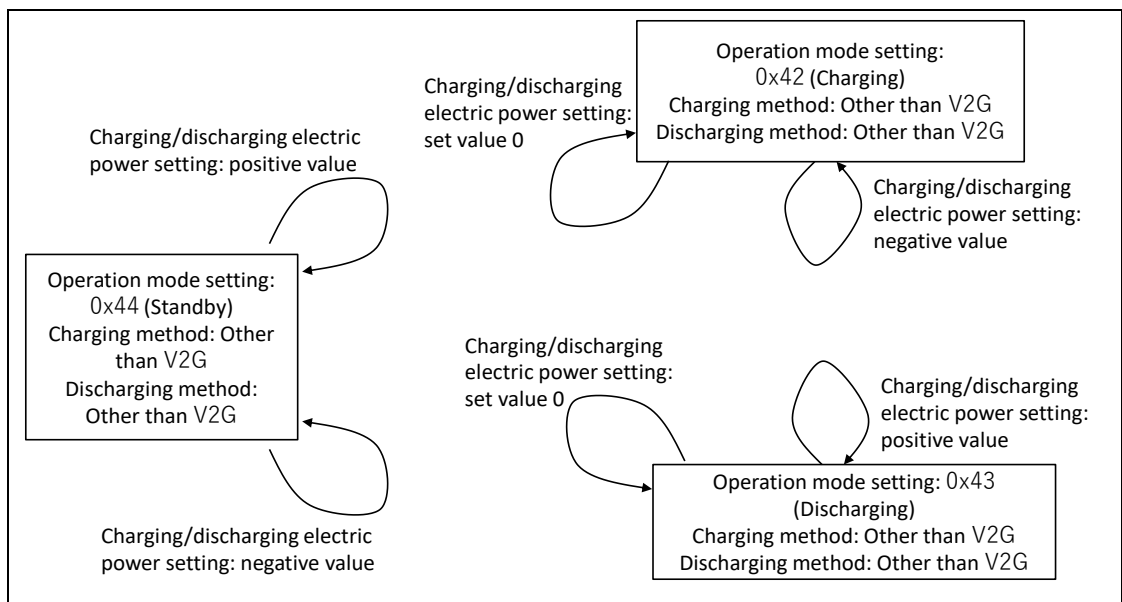 Charging/discharging electric
power setting: positive value
Operation mode setting:
0x44 (Standby)
Charging method: Other
than V2G
Discharging method:
Other than V2G
Charging/discharging electric
power setting: negative value
Charging/discharging
electric power setting:
set value 0
Operation mode setting:
0x42 (Charging)
Charging method: Other than V2G
Discharging method: Other than V2G
Charging/discharging
electric power setting:
negative value
Charging/discharging
electric power setting:
set value 0
Charging/discharging
electric power setting:
positive value
Operation mode setting: 0x43
(Discharging)
Charging method: Other than V2G
Discharging method: Other than V2G